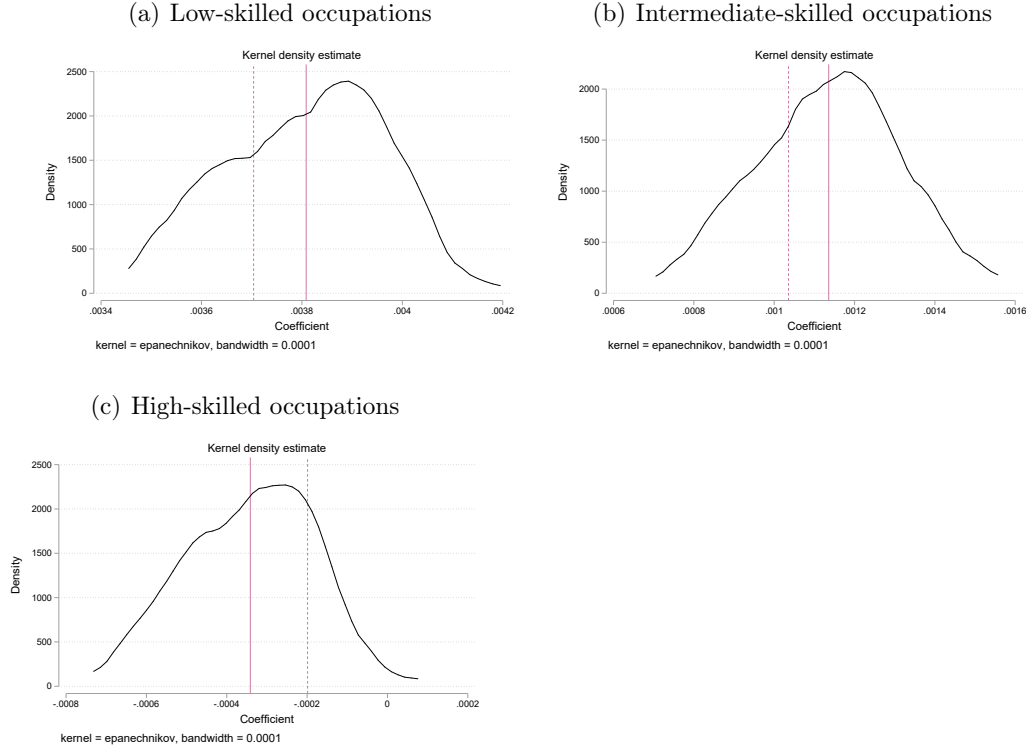 (a) Low-skilled occupations
Kernel density estimate
2500
2000
1500
1000
500
0
Density
.0034 .0036 .0038 .004 .0042
Coefficient
kernel = epanechnikov, bandwidth = 0.0001
(b) Intermediate-skilled occupations
Kernel density estimate
2000
1500
1000
500
0
Density
.0006 .0008 .001 .0012 .0014 .0016
Coefficient
kernel = epanechnikov, bandwidth = 0.0001
(c) High-skilled occupations
Kernel density estimate
2500
2000
1500
1000
500
0
Density
-.0008 -.0006 -.0004 -.0002 0 .0002
Coefficient
kernel = epanechnikov, bandwidth = 0.0001